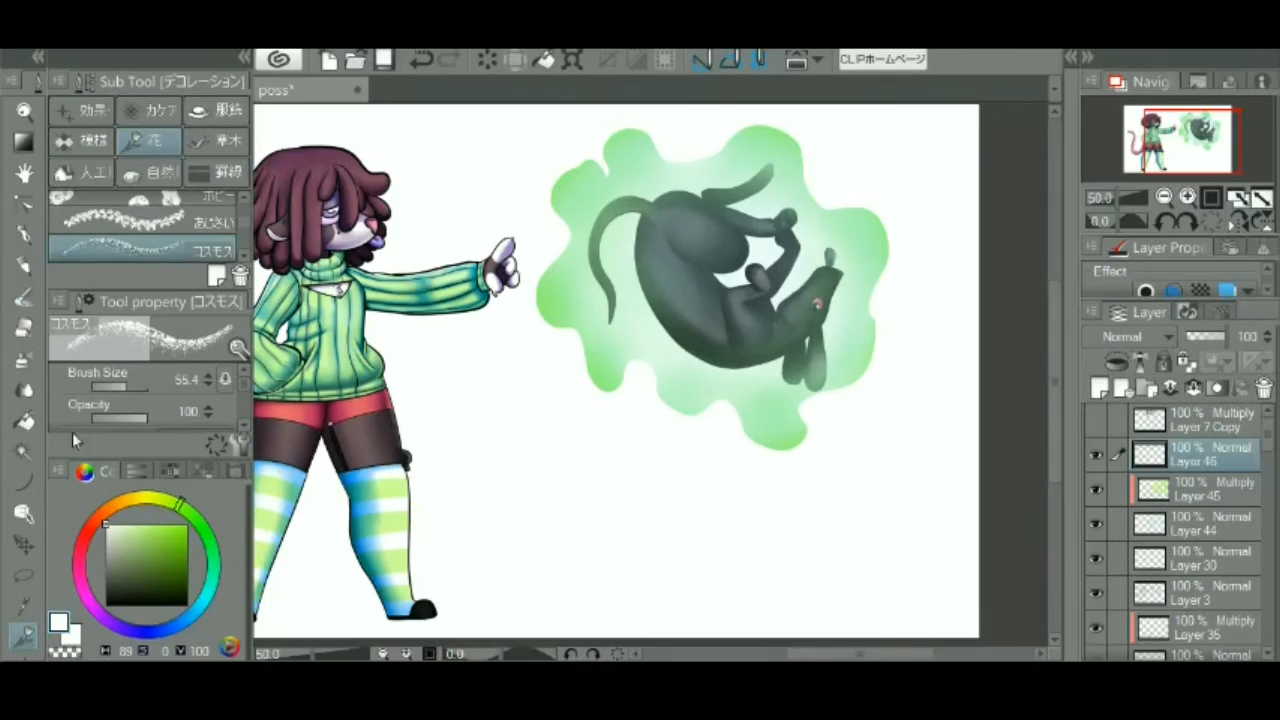 CLIPホームページ
Sub Tool [デコレーション]
効果
カケア
服飾
模様
花
草木
人工
自然
罫線
あじさい
コスモス
Tool property [コスモス]
コスモス
Brush Size
55.4
Opacity
100
H 89 S 0 V 100
poss*
50.0
0.0
Navig
50.0
0.0
Layer Prope
Effect
Layer
Normal
100
100 % Multiply
Layer 7 Copy
100 % Normal
Layer 46
100 % Multiply
Layer 45
100 % Normal
Layer 44
100 % Normal
Layer 30
100 % Normal
Layer 3
100 % Multiply
Layer 35
100 % Normal